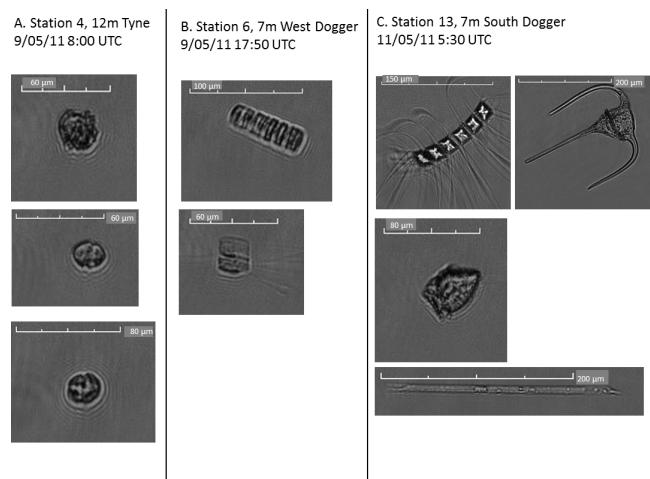 A. Station 4, 12m Tyne
9/05/11 8:00 UTC
60 µm
60 µm
80 µm
B. Station 6, 7m West Dogger
9/05/11 17:50 UTC
100 µm
60 µm
C. Station 13, 7m South Dogger
11/05/11 5:30 UTC
150 µm
200 µm
80 µm
200 µm